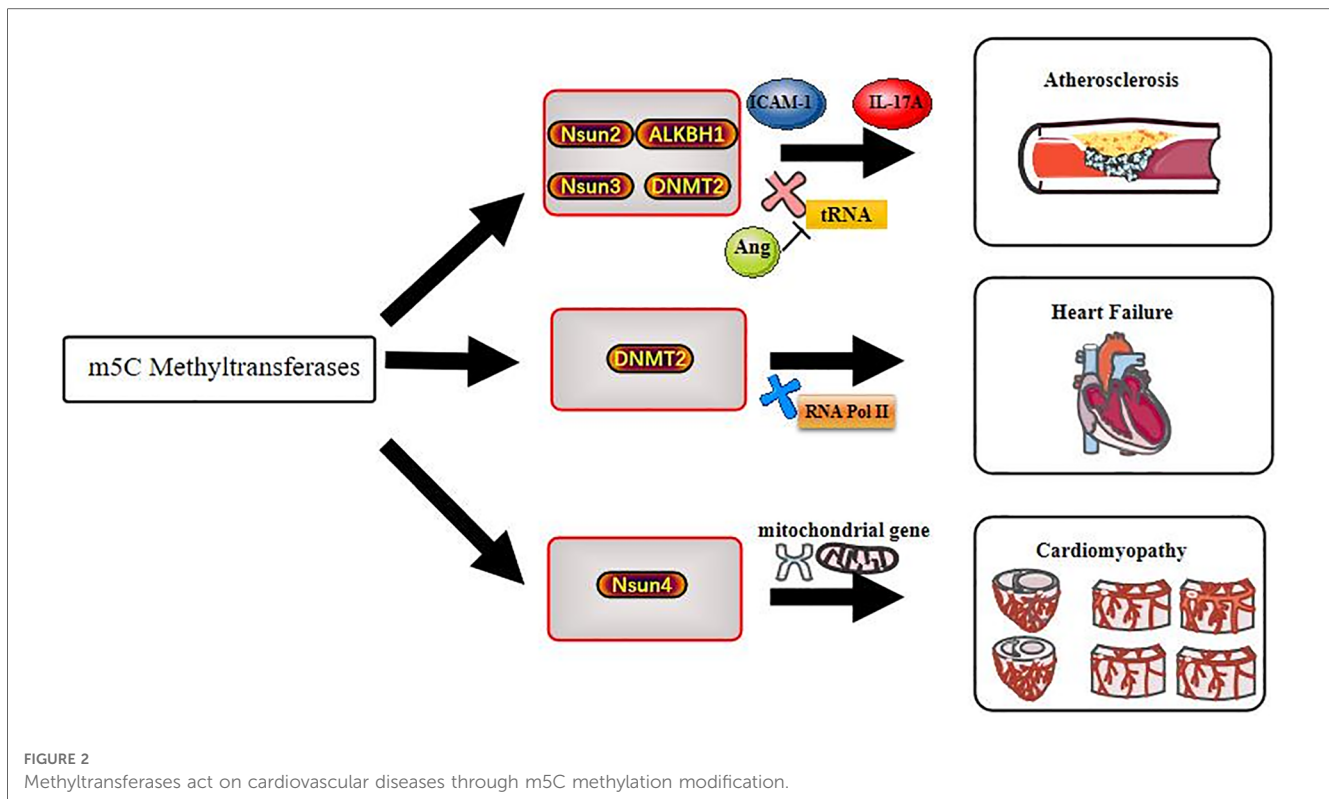 m5C Methyltransferases
Nsun2 ALKBH1
Nsun3 DNMT2
ICAM-1 IL-17A
tRNA
Ang
Atherosclerosis
DNMT2
RNA Pol II
Heart Failure
Nsun4
mitochondrial gene
Cardiomyopathy
FIGURE 2
Methyltransferases act on cardiovascular diseases through m5C methylation modification.